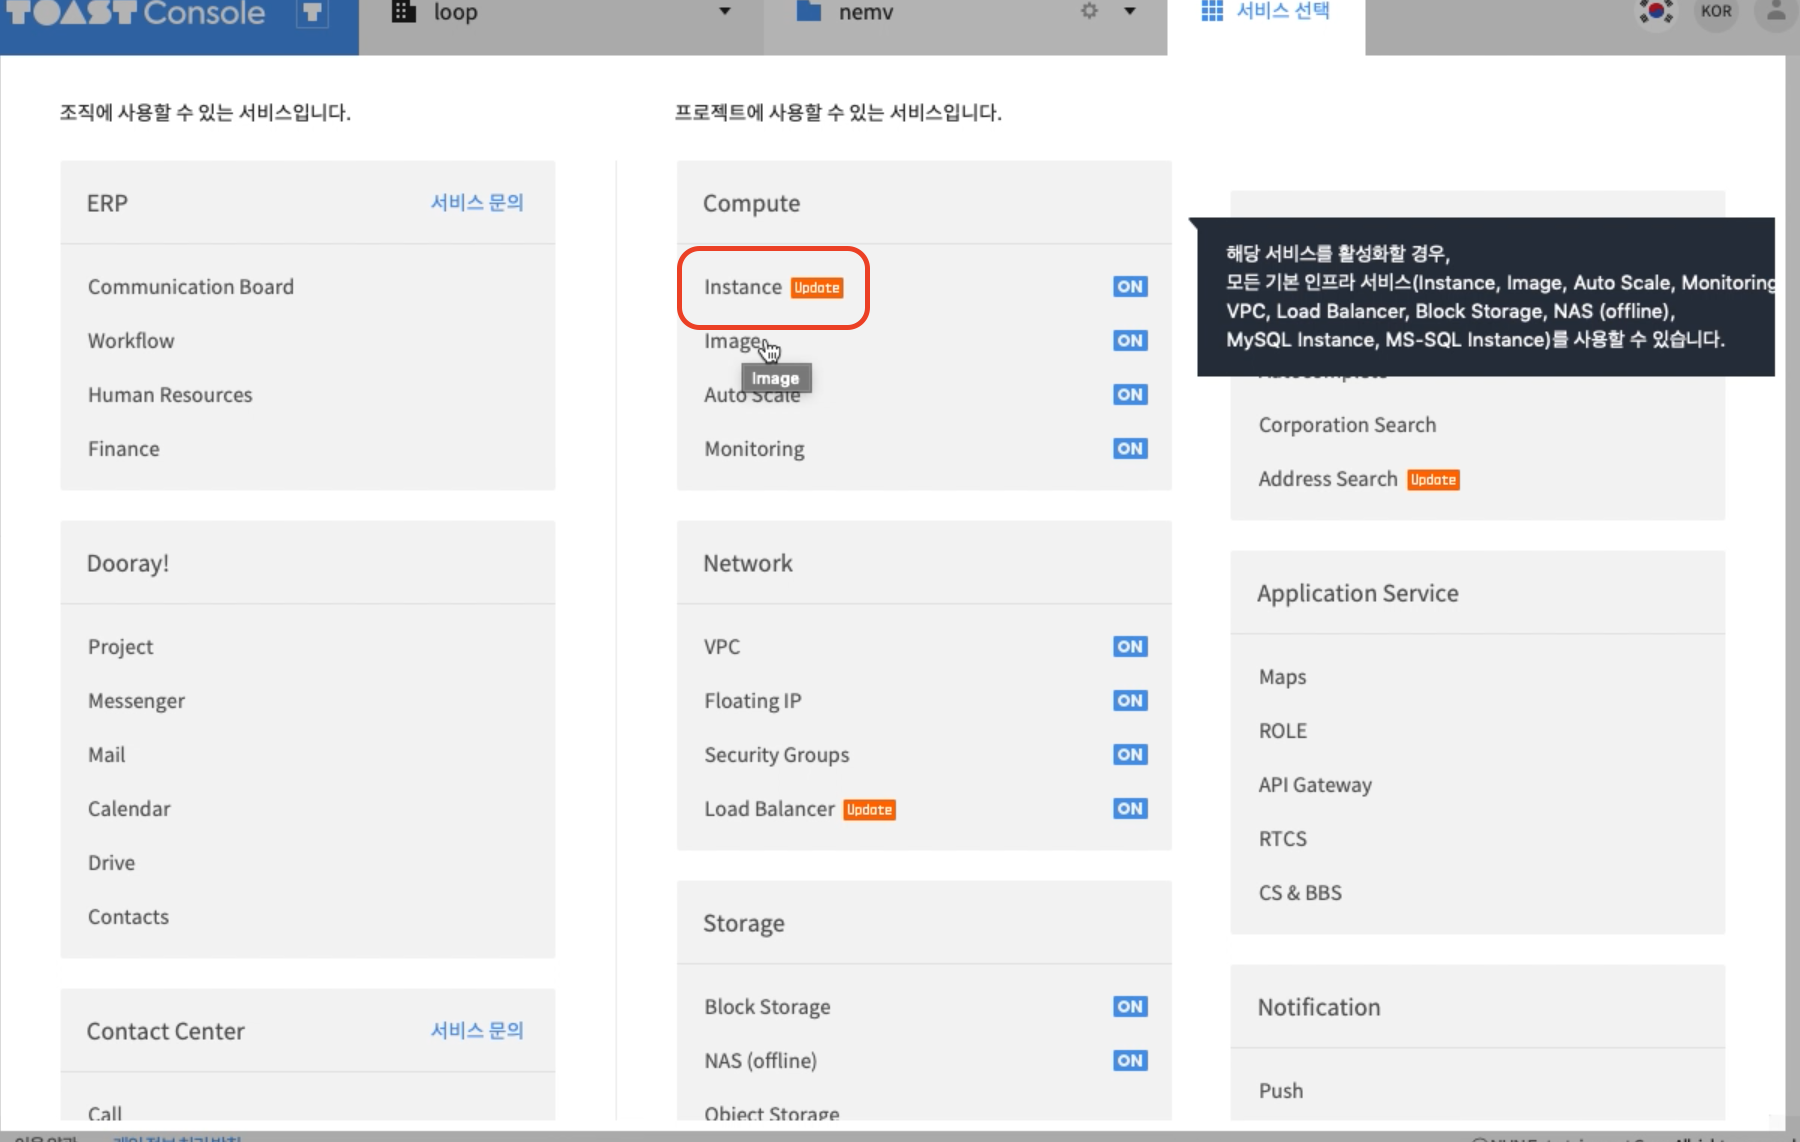 TOAST Console
T
loop
nemv
서비스 선택
KOR
조직에 사용할 수 있는 서비스입니다.
ERP
서비스 문의
Communication Board
Workflow
Human Resources
Finance
Dooray!
Project
Messenger
Mail
Calendar
Drive
Contacts
Contact Center
서비스 문의
Call
프로젝트에 사용할 수 있는 서비스입니다.
Compute
Instance Update ON
Image ON
Image
Auto Scale ON
Monitoring ON
Network
VPC ON
Floating IP ON
Security Groups ON
Load Balancer Update ON
Storage
Block Storage ON
NAS (offline) ON
Object Storage
해당 서비스를 활성화할 경우,
모든 기본 인프라 서비스(Instance, Image, Auto Scale, Monitoring
VPC, Load Balancer, Block Storage, NAS (offline),
MySQL Instance, MS-SQL Instance)를 사용할 수 있습니다.
Autocomplete
Corporation Search
Address Search Update
Application Service
Maps
ROLE
API Gateway
RTCS
CS & BBS
Notification
Push